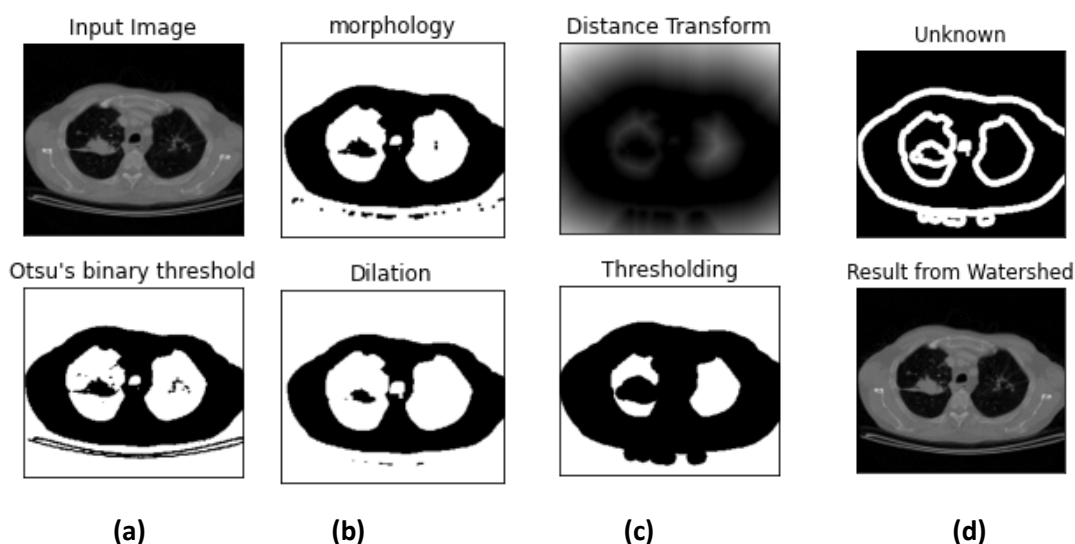 Input Image
morphology
Distance Transform
Unknown
Otsu's binary threshold
Dilation
Thresholding
Result from Watershed
(a)
(b)
(c)
(d)